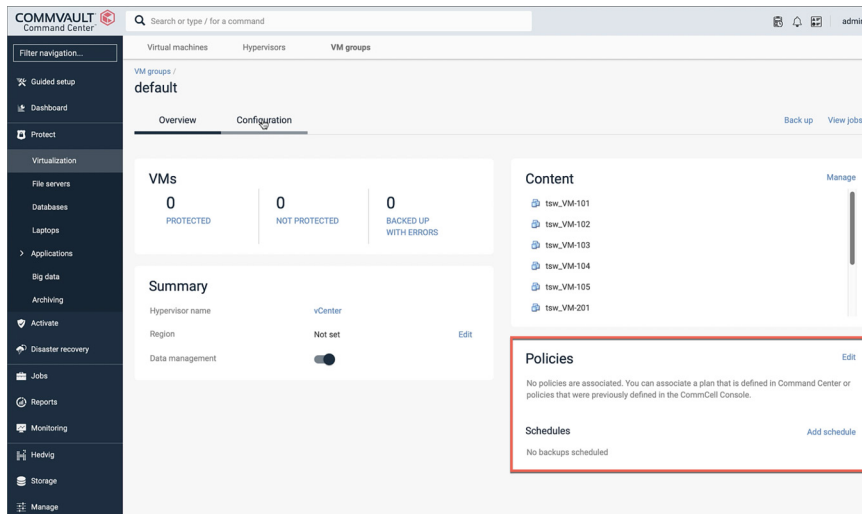 COMMVAULT
Command Center™
Search or type / for a command
Filter navigation...
Guided setup
Dashboard
Protect
Virtualization
File servers
Databases
Laptops
Applications
Big data
Archiving
Activate
Disaster recovery
Jobs
Reports
Monitoring
Hedvig
Storage
Manage
Virtual machines Hypervisors VM groups
VM groups /
default
Overview Configuration
Back up View jobs
VMs
0 0 0
PROTECTED NOT PROTECTED BACKED UP
WITH ERRORS
Summary
Hypervisor name vCenter
Region Not set Edit
Data management
Content Manage
tsw_VM-101
tsw_VM-102
tsw_VM-103
tsw_VM-104
tsw_VM-105
tsw_VM-201
Policies Edit
No policies are associated. You can associate a plan that is defined in Command Center or
policies that were previously defined in the CommCell Console.
Schedules Add schedule
No backups scheduled